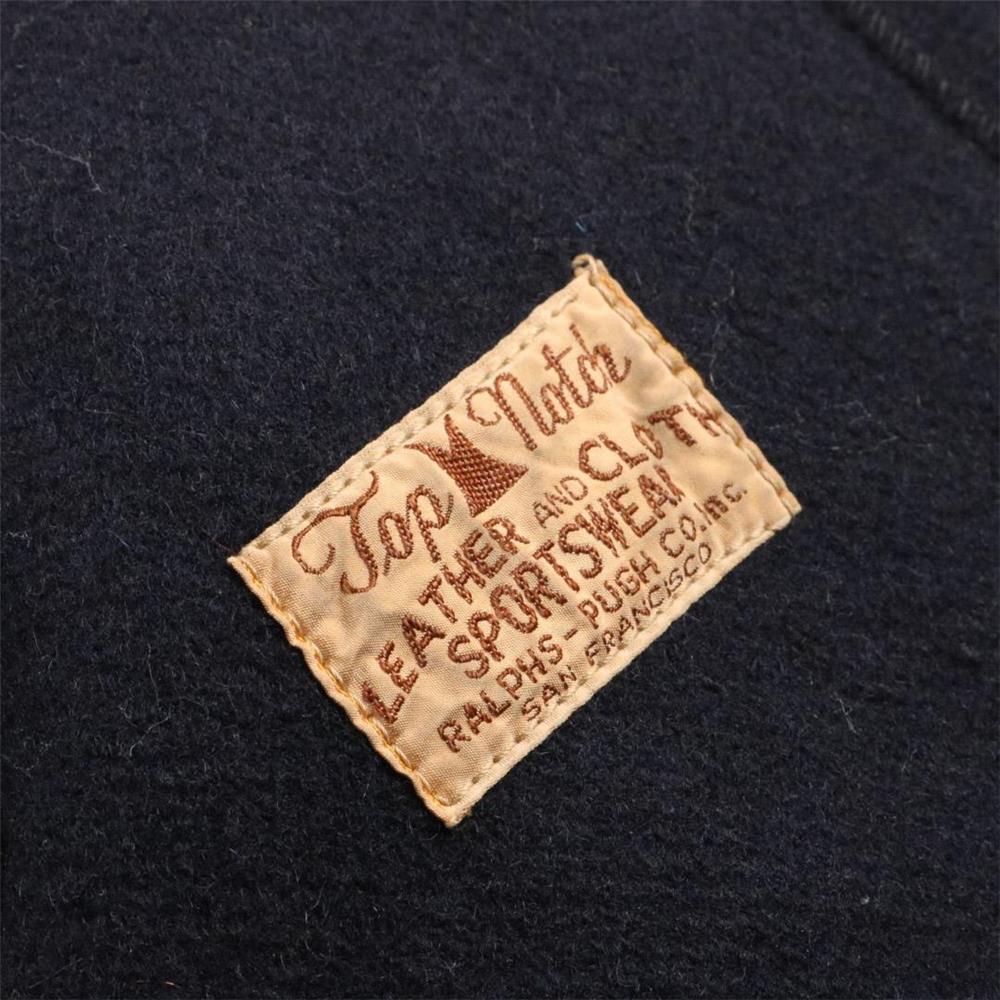 Top Notch
LEATHER AND CLOTH
SPORTSWEAR
RALPHS-PUGH CO. Inc.
SAN FRANCISCO